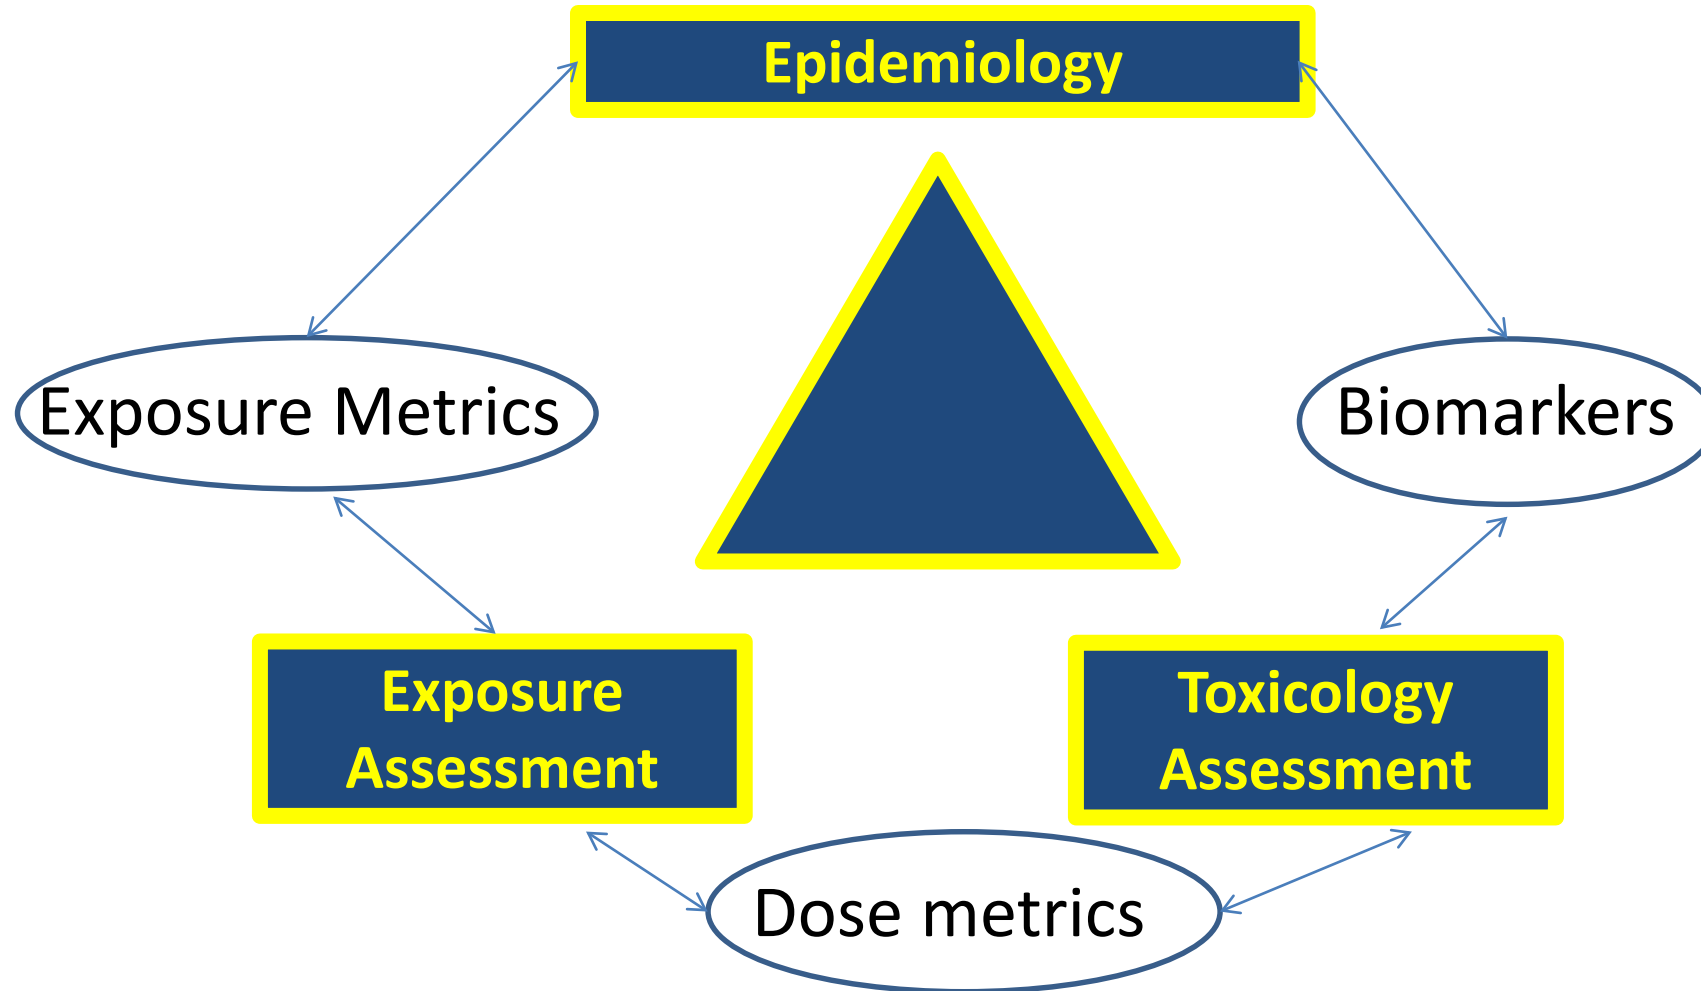 Epidemiology
Exposure Metrics
Biomarkers
Exposure
Assessment
Toxicology
Assessment
Dose metrics